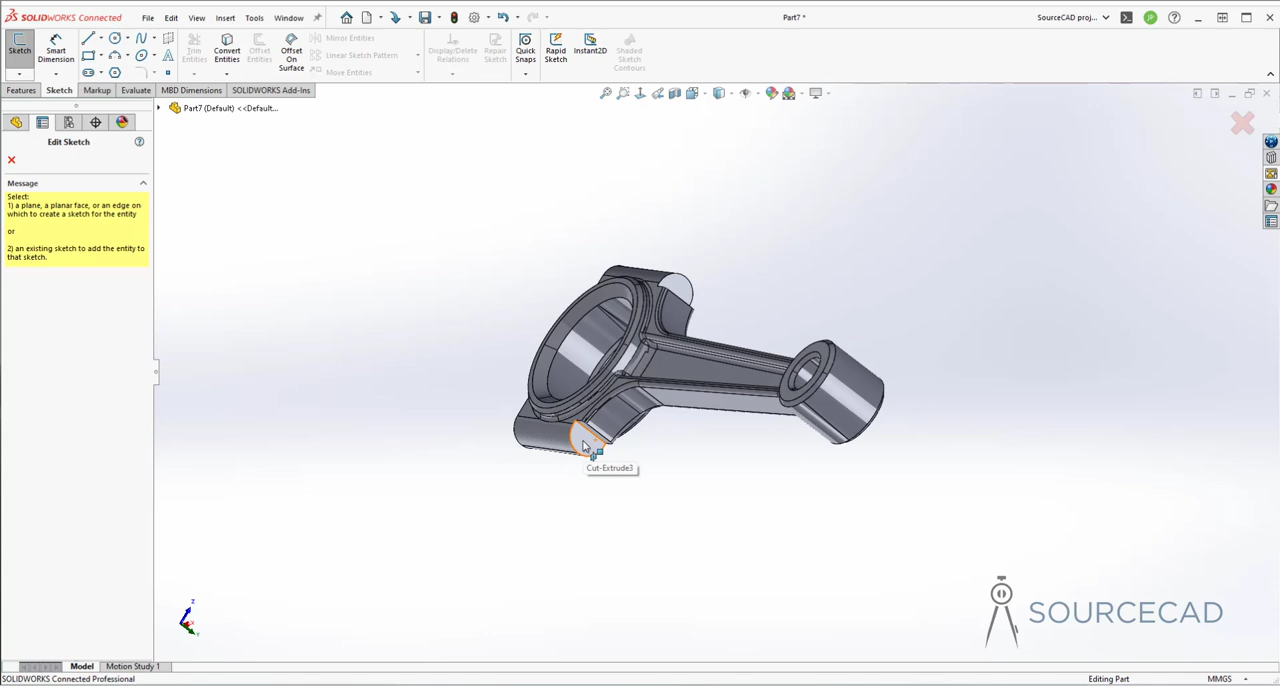 SOLIDWORKS Connected File Edit View Insert Tools Window Part7 * SourceCAD proj... JP
Sketch Smart Dimension Trim Entities Convert Entities Offset Entities Offset On Surface Mirror Entities Linear Sketch Pattern Move Entities Display/Delete Relations Repair Sketch Quick Snaps Rapid Sketch Instant2D Shaded Sketch Contours
Features Sketch Markup Evaluate MBD Dimensions SOLIDWORKS Add-Ins
Part7 (Default) <<Default...
Edit Sketch
Message
Select:
1) a plane, a planar face, or an edge on
which to create a sketch for the entity
or
2) an existing sketch to add the entity to
that sketch.
Cut-Extrude3
Z
X
Y
SOURCECAD
Model Motion Study 1
SOLIDWORKS Connected Professional Editing Part MMGS